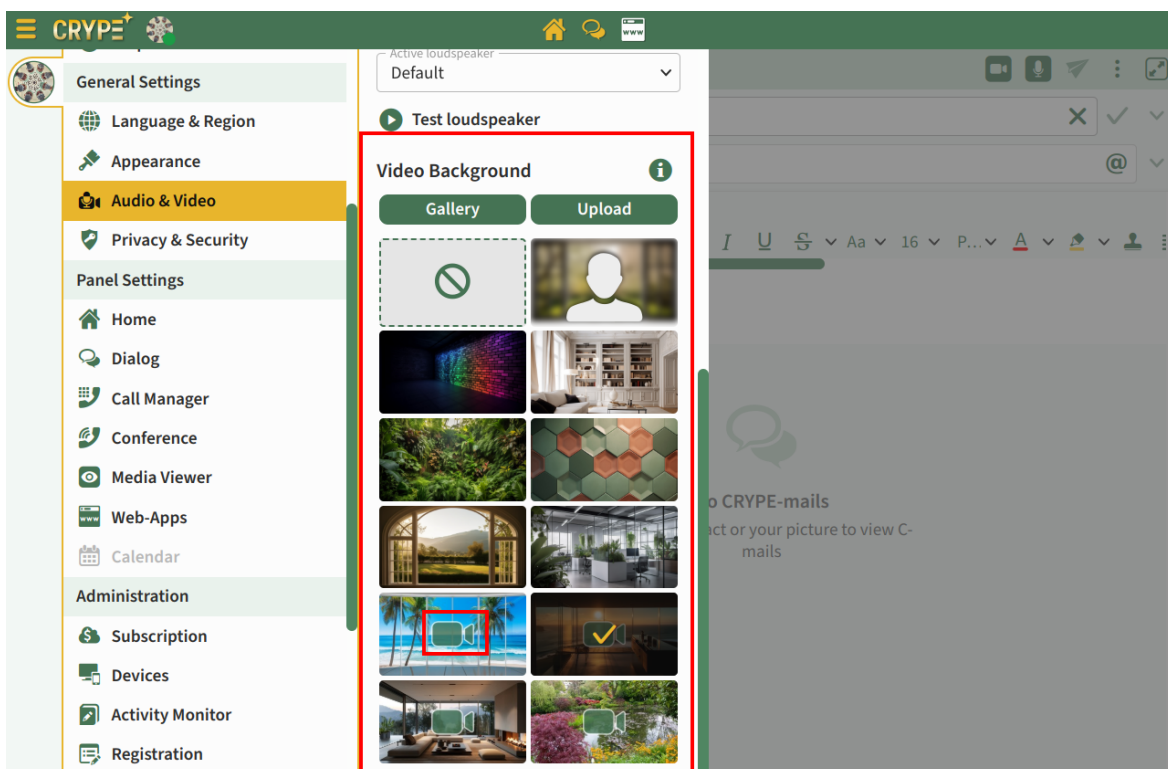 CRYPE
www
General Settings
Language & Region
Appearance
Audio & Video
Privacy & Security
Panel Settings
Home
Dialog
Call Manager
Conference
Media Viewer
www
Web-Apps
Calendar
Administration
Subscription
Devices
Activity Monitor
Registration
Active loudspeaker
Default
Test loudspeaker
Video Background
Gallery
Upload
@
I U S Aa 16 P... A
o CRYPE-mails
act or your picture to view C-
mails